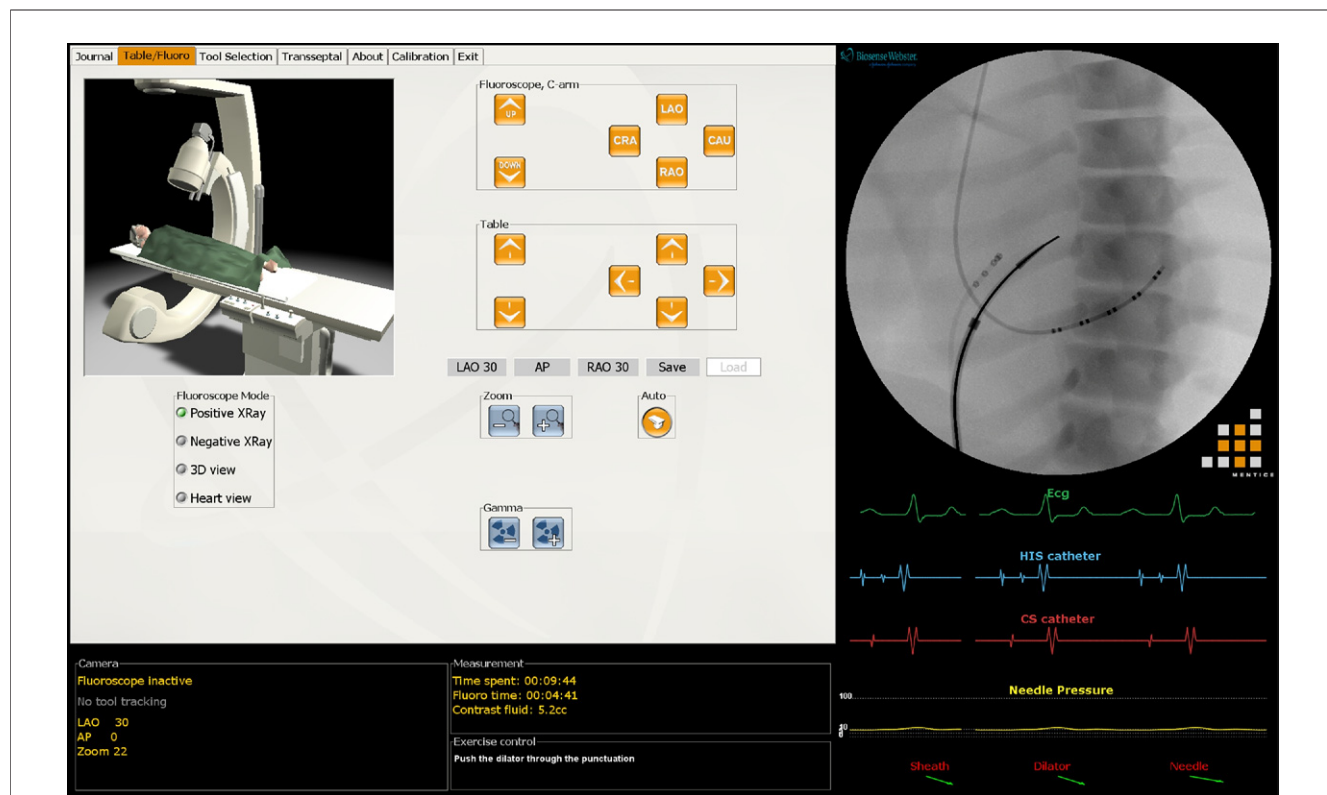 Journal Table/Fluoro Tool Selection Transseptal About Calibration Exit
Fluoroscope, C-arm
UP
LAO
CRA
CAU
DOWN
RAO
Table
LAO 30 AP RAO 30 Save Load
Fluoroscope Mode
Positive XRay
Negative XRay
3D view
Heart view
Zoom
Auto
Gamma
Camera
Fluoroscope inactive
No tool tracking
LAO 30
AP 0
Zoom 22
Measurement
Time spent: 00:09:44
Fluoro time: 00:04:41
Contrast fluid: 5.2cc
Exercise control
Push the dilator through the punctuation
Biosense Webster
MENTICE
Ecg
HIS catheter
CS catheter
Needle Pressure
100
Sheath Dilator Needle